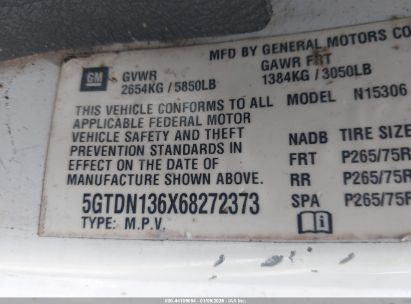 MFD BY GENERAL MOTORS CO
GM
GVWR
GAWR FRT
2654KG / 5850LB
1384KG / 3050LB
THIS VEHICLE CONFORMS TO ALL
APPLICABLE FEDERAL MOTOR
VEHICLE SAFETY AND THEFT
PREVENTION STANDARDS
IN EFFECT ON THE DATE OF
MANUFACTURE SHOWN ABOVE.
5GTDN136X68272373
TYPE: M.P.V.
MODEL N15306
NADB TIRE SIZE
FRT P265/75R
RR P265/75R
SPA P265/75R